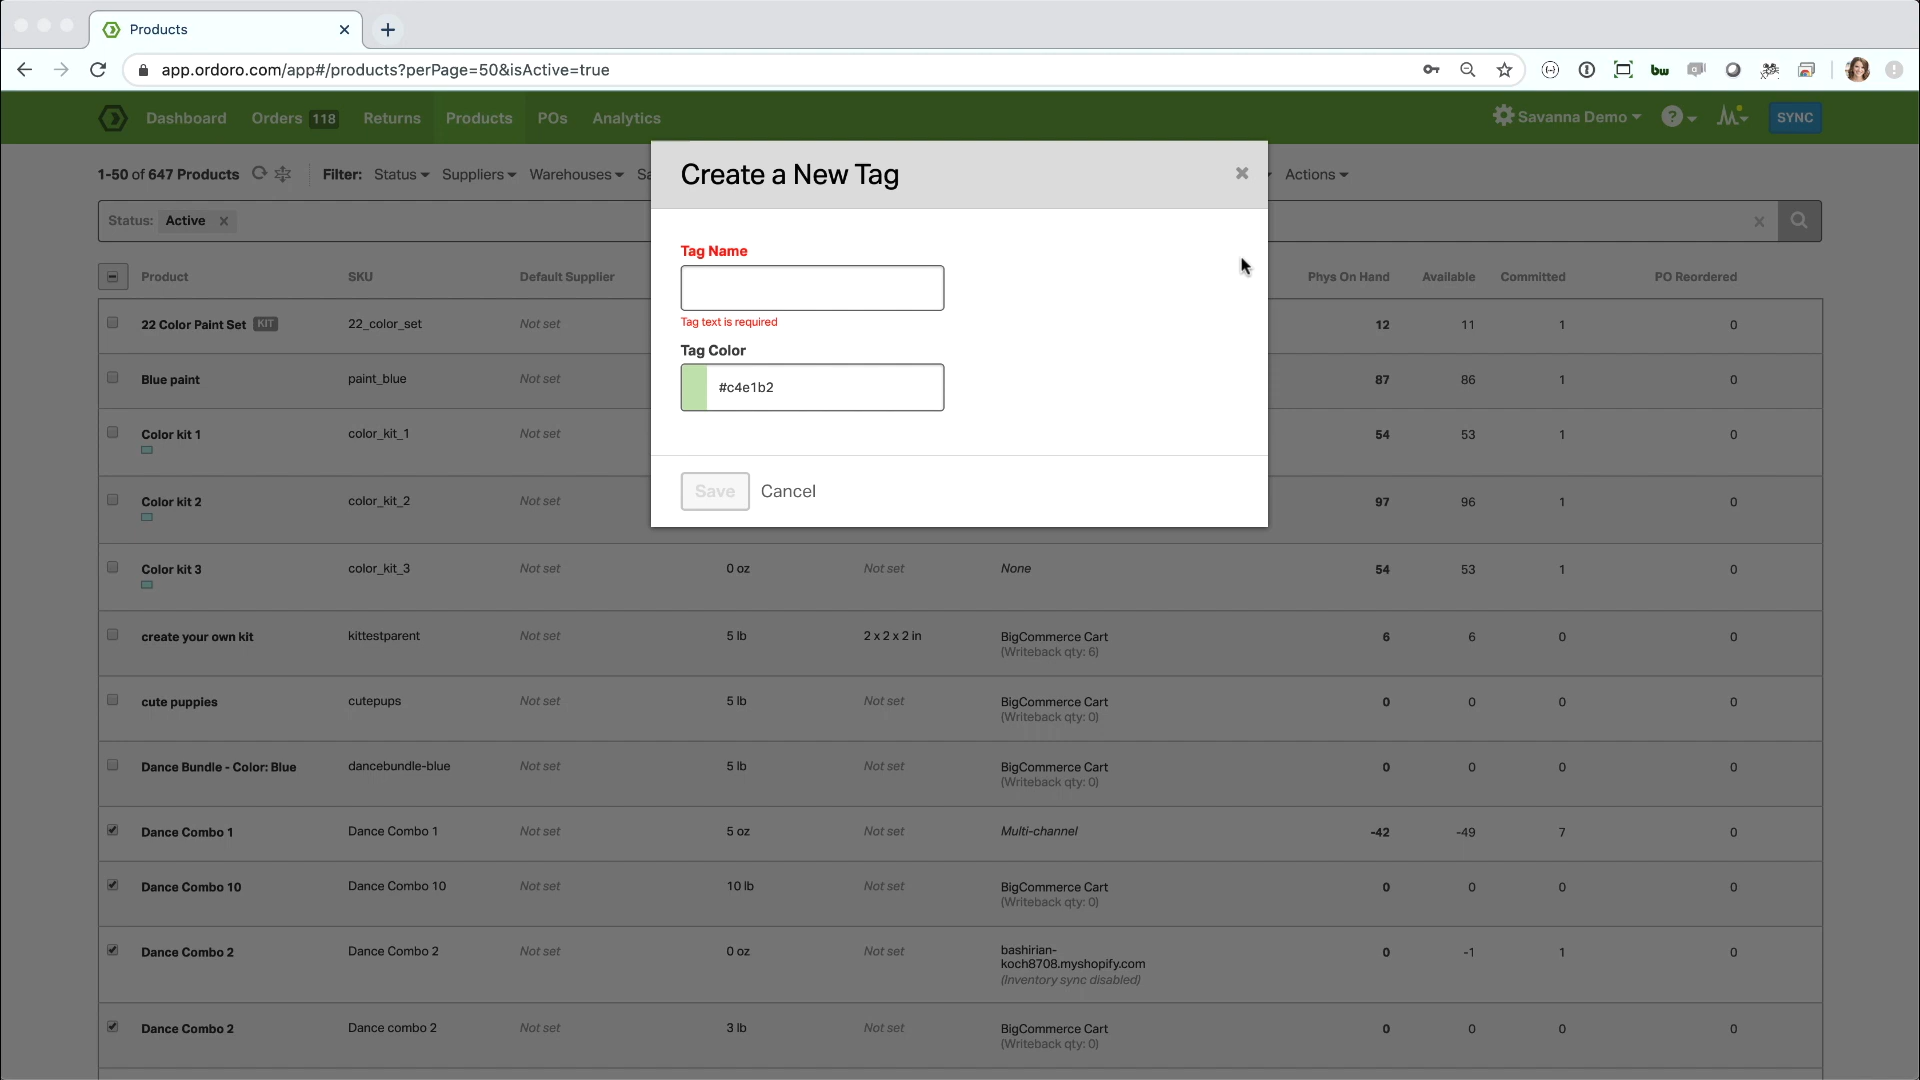 Products
app.ordoro.com/app#/products?perPage=50&isActive=true
bw
Dashboard Orders 118 Returns Products POs Analytics Savanna Demo ? SYNC
1-50 of 647 Products Filter: Status Suppliers Warehouses Sa Actions
Status: Active
Create a New Tag
Tag Name
Tag text is required
Tag Color
#c4e1b2
Save Cancel
Product SKU Default Supplier Phys On Hand Available Committed PO Reordered
22 Color Paint Set KIT 22_color_set Not set 12 11 1 0
Blue paint paint_blue Not set 87 86 1 0
Color kit 1 color_kit_1 Not set 54 53 1 0
Color kit 2 color_kit_2 Not set 97 96 1 0
Color kit 3 color_kit_3 Not set 0 oz Not set None 54 53 1 0
create your own kit kittestparent Not set 5 lb 2 x 2 x 2 in BigCommerce Cart 6 6 0 0
(Writeback qty: 6)
cute puppies cutepups Not set 5 lb Not set BigCommerce Cart 0 0 0 0
(Writeback qty: 0)
Dance Bundle - Color: Blue dancebundle-blue Not set 5 lb Not set BigCommerce Cart 0 0 0 0
(Writeback qty: 0)
Dance Combo 1 Dance Combo 1 Not set 5 oz Not set Multi-channel -42 -49 7 0
Dance Combo 10 Dance Combo 10 Not set 10 lb Not set BigCommerce Cart 0 0 0 0
(Writeback qty: 0)
Dance Combo 2 Dance Combo 2 Not set 0 oz Not set bashirian- 0 -1 1 0
koch8708.myshopify.com
(Inventory sync disabled)
Dance Combo 2 Dance combo 2 Not set 3 lb Not set BigCommerce Cart 0 0 0 0
(Writeback qty: 0)